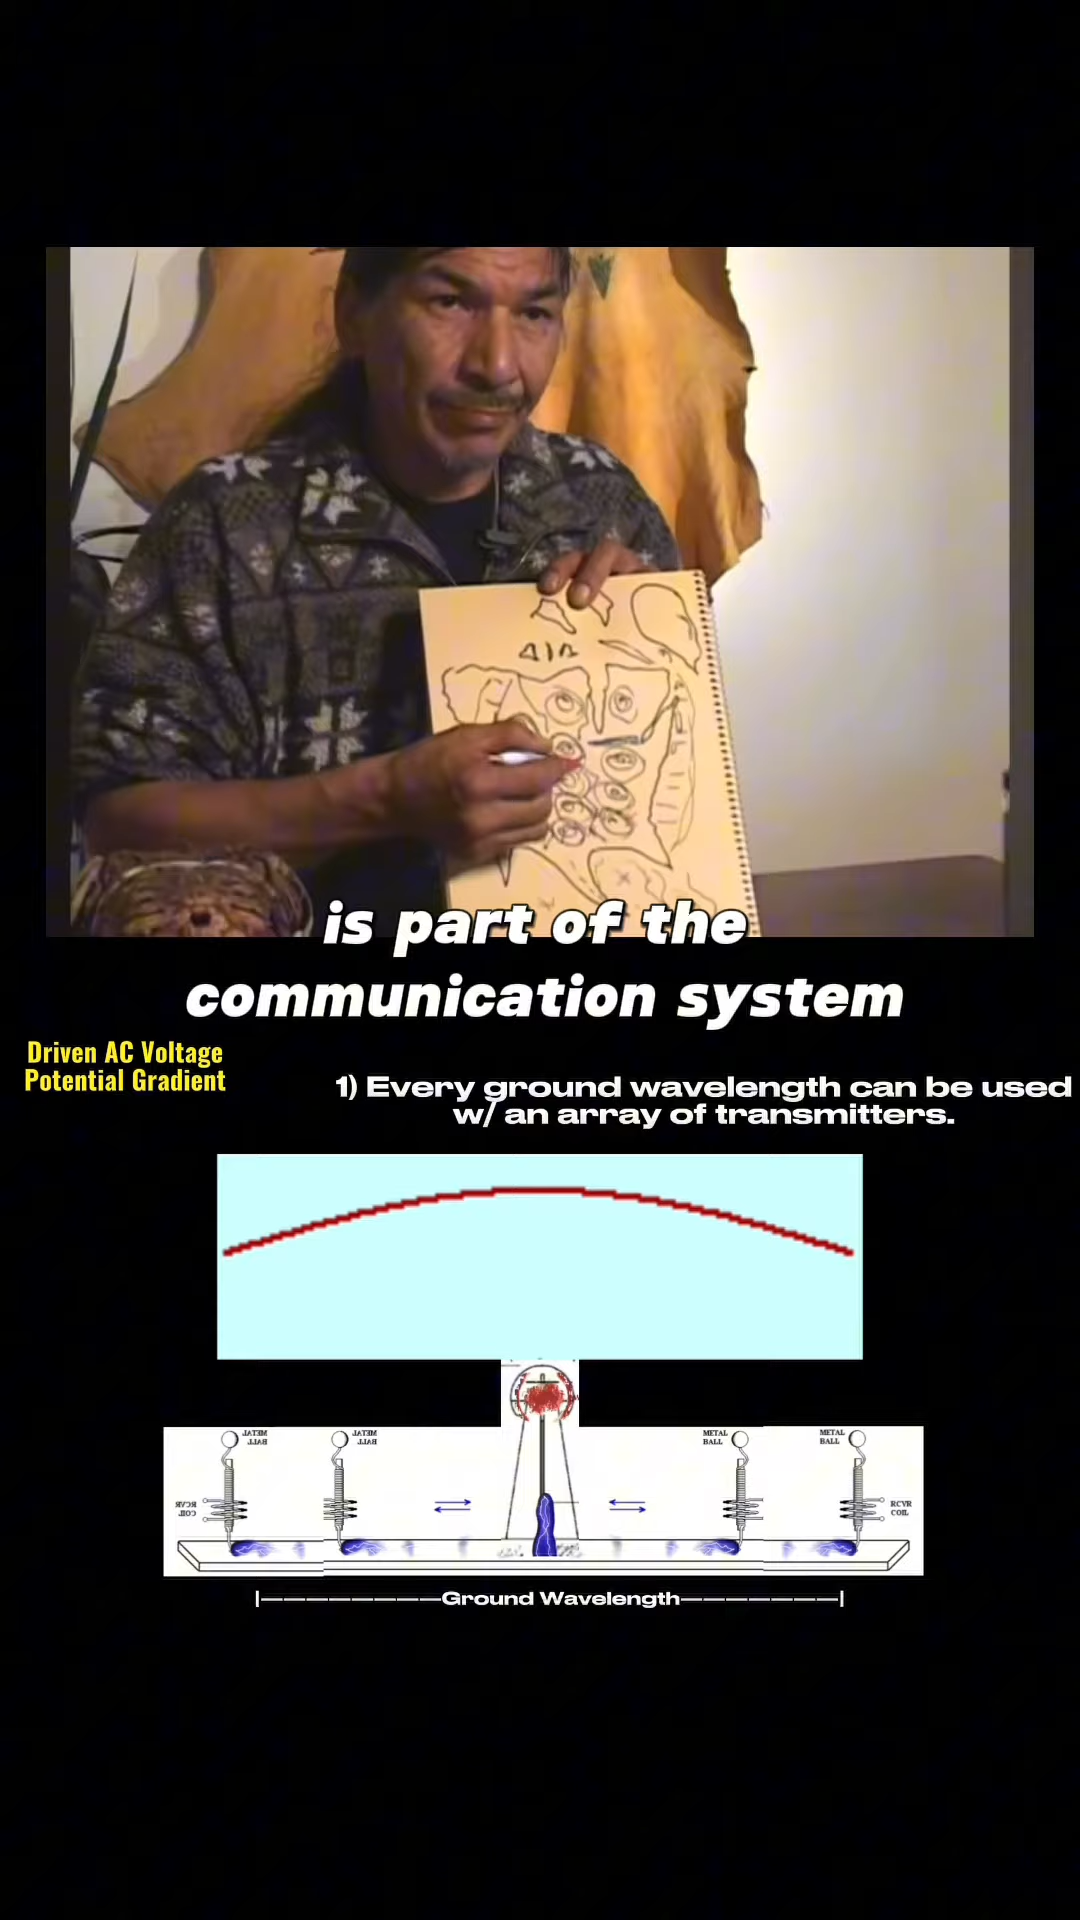 is part of the
communication system
Driven AC Voltage
Potential Gradient
1) Every ground wavelength can be used
w/ an array of transmitters.
METAL
BALL
METAL
BALL
METAL
BALL
METAL
BALL
RCVR
COIL
RCVR
COIL
Ground Wavelength